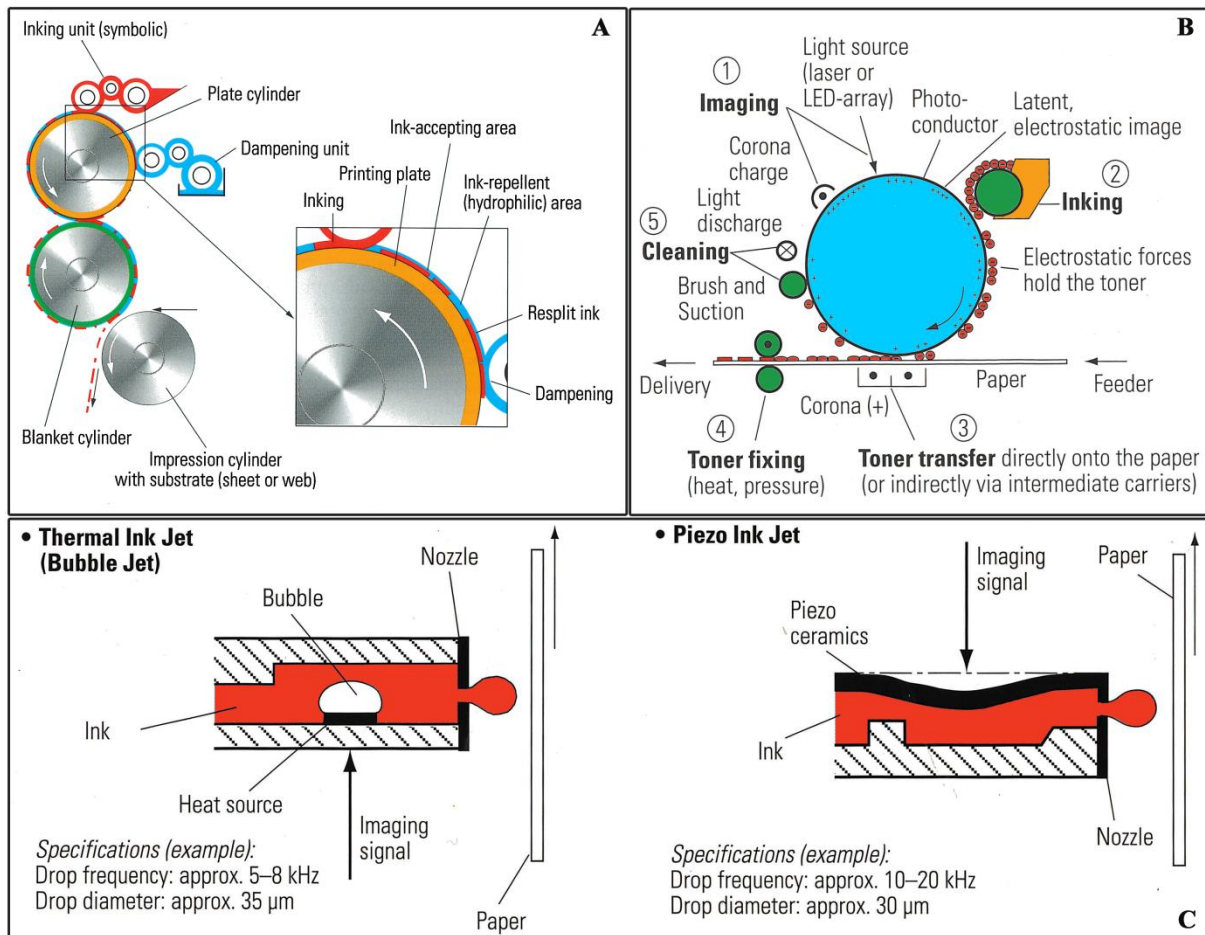 A
Inking unit (symbolic)
Plate cylinder
Dampening unit
Ink-accepting area
Printing plate
Ink-repellent
(hydrophilic) area
Inking
Resplit ink
Dampening
Blanket cylinder
Impression cylinder
with substrate (sheet or web)
B
①
Imaging
Light source
(laser or
LED-array)
Photo-
conductor
Latent,
electrostatic image
Corona
charge
②
Inking
Light
discharge
⑤
Cleaning
Brush and
Suction
Electrostatic forces
hold the toner
Delivery
Corona (+)
Paper
Feeder
④
Toner fixing
(heat, pressure)
③
Toner transfer directly onto the paper
(or indirectly via intermediate carriers)
• Thermal Ink Jet
(Bubble Jet)
Nozzle
Bubble
Ink
Heat source
Imaging
signal
Paper
Specifications (example):
Drop frequency: approx. 5–8 kHz
Drop diameter: approx. 35 µm
• Piezo Ink Jet
Imaging
signal
Paper
Piezo
ceramics
Ink
Nozzle
Specifications (example):
Drop frequency: approx. 10–20 kHz
Drop diameter: approx. 30 µm
C